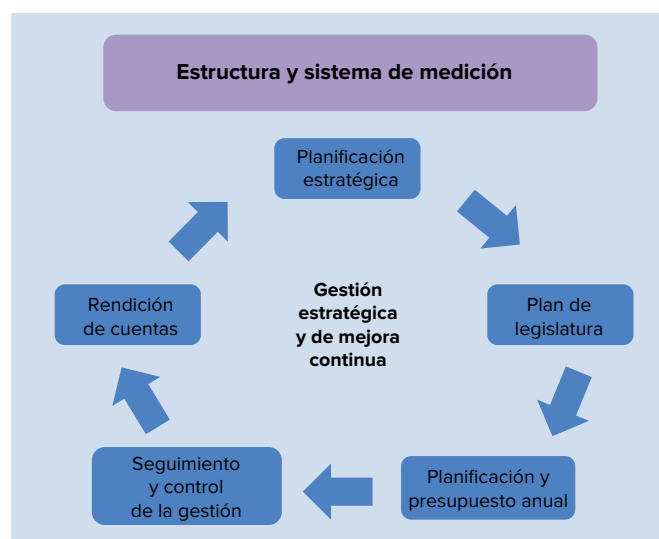 Estructura y sistema de medición
Planificación
estratégica
Plan de
legislatura
Planificación y
presupuesto anual
Seguimiento
y control
de la gestión
Rendición
de cuentas
Gestión
estratégica
y de mejora
continua